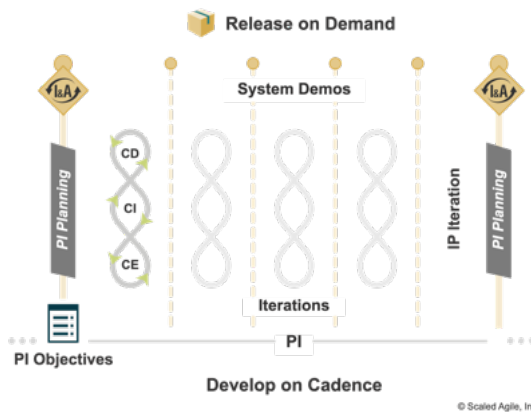 Release on Demand
I&A
I&A
System Demos
PI Planning
CD
CI
CE
IP Iteration
PI Planning
Iterations
PI Objectives
PI
Develop on Cadence
© Scaled Agile, In